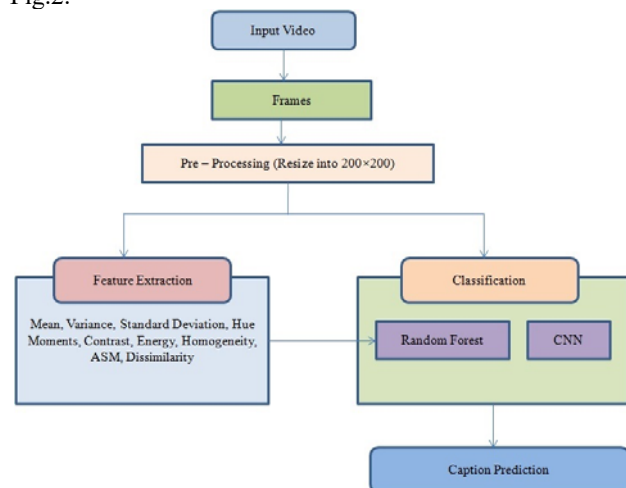 Fig.2.
Input Video
Frames
Pre – Processing (Resize into 200×200)
Feature Extraction
Mean, Variance, Standard Deviation, Hue
Moments, Contrast, Energy, Homogeneity,
ASM, Dissimilarity
Classification
Random Forest
CNN
Caption Prediction